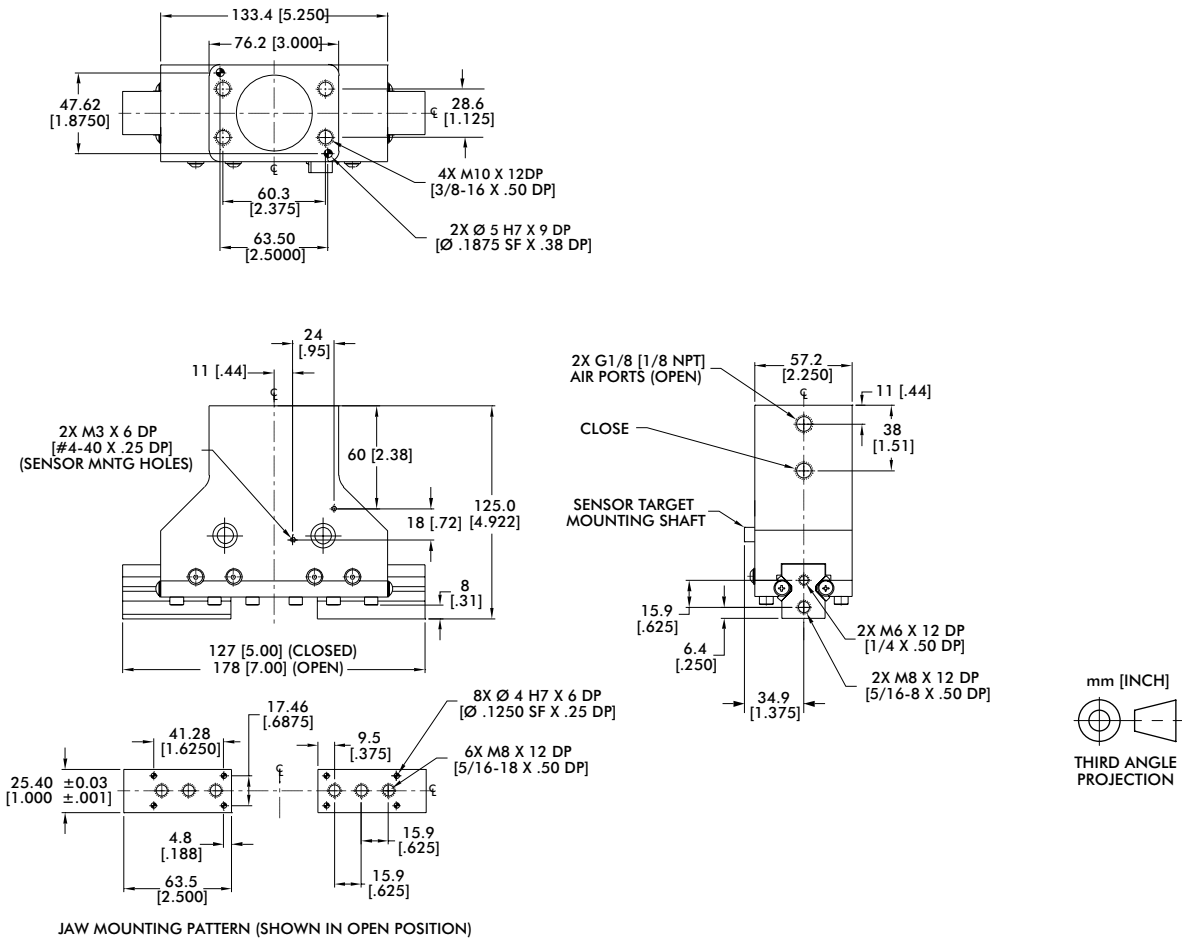 133.4 [5.250]
76.2 [3.000]
47.62
[1.8750]
℄
28.6
[1.125]
℄
4X M10 X 12DP
[3/8-16 X .50 DP]
60.3
[2.375]
2X Ø 5 H7 X 9 DP
[Ø .1875 SF X .38 DP]
63.50
[2.5000]
24
[.95]
11 [.44]
℄
2X M3 X 6 DP
[#4-40 X .25 DP]
(SENSOR MNTG HOLES)
60 [2.38]
125.0
[4.922]
18 [.72]
8
[.31]
127 [5.00] (CLOSED)
178 [7.00] (OPEN)
2X G1/8 [1/8 NPT]
AIR PORTS (OPEN)
57.2
[2.250]
℄
11 [.44]
CLOSE
38
[1.51]
SENSOR TARGET
MOUNTING SHAFT
15.9
[.625]
6.4
[.250]
2X M6 X 12 DP
[1/4 X .50 DP]
2X M8 X 12 DP
[5/16-8 X .50 DP]
34.9
[1.375]
mm [INCH]
THIRD ANGLE
PROJECTION
17.46
[.6875]
8X Ø 4 H7 X 6 DP
[Ø .1250 SF X .25 DP]
41.28
[1.6250]
9.5
[.375]
6X M8 X 12 DP
[5/16-18 X .50 DP]
℄
25.40 ±0.03
[1.000 ±.001]
℄
4.8
[.188]
15.9
[.625]
63.5
[2.500]
15.9
[.625]
JAW MOUNTING PATTERN (SHOWN IN OPEN POSITION)